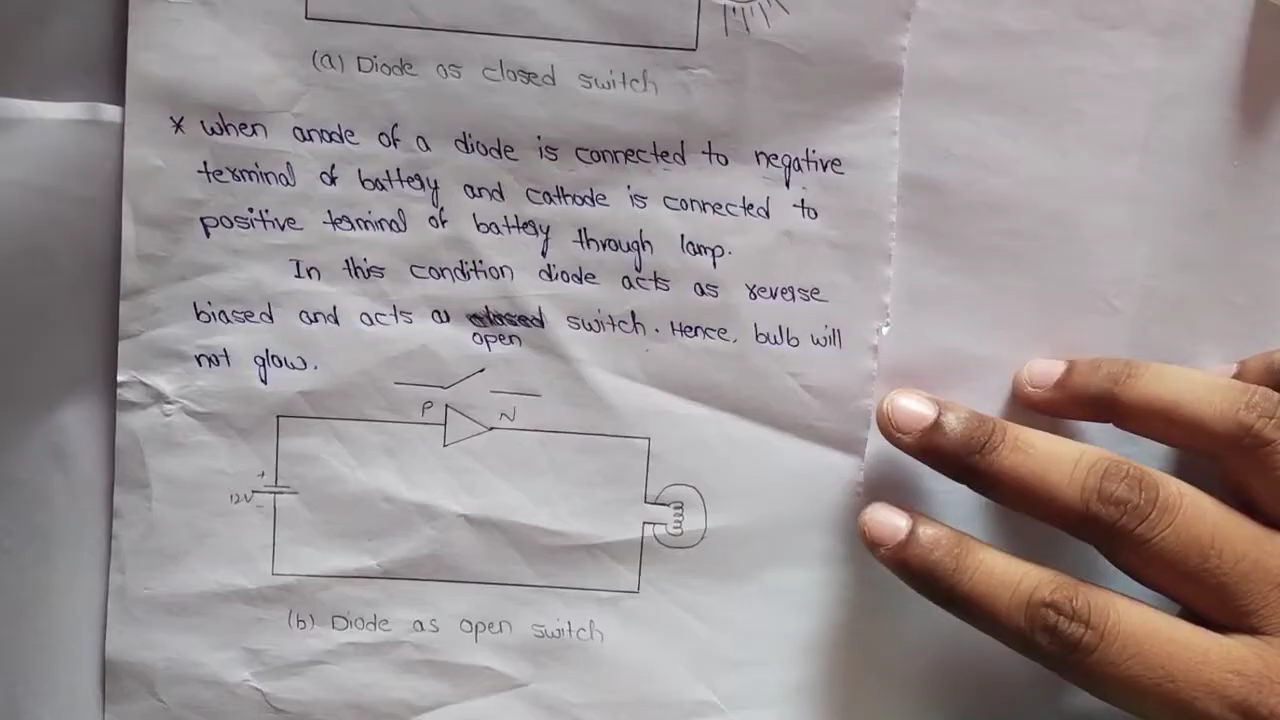 (a) Diode as closed switch
* when anode of a diode is connected to negative
terminal of battery and cathode is connected to
positive terminal of battery through lamp.
In this condition diode acts as reverse
biased and acts a closed switch. Hence, bulb will
open
not glow.
P N
+
12V
-
(b) Diode as open switch